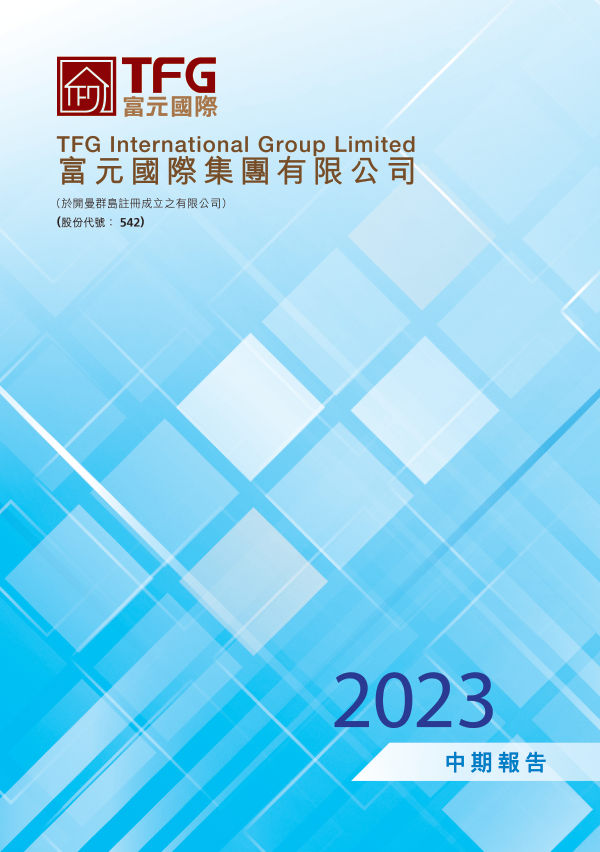 TFD
TFG
富元國際
TFG International Group Limited
富元國際集團有限公司
(於開曼群島註冊成立之有限公司)
(股份代號： 542)
2023
中期報告